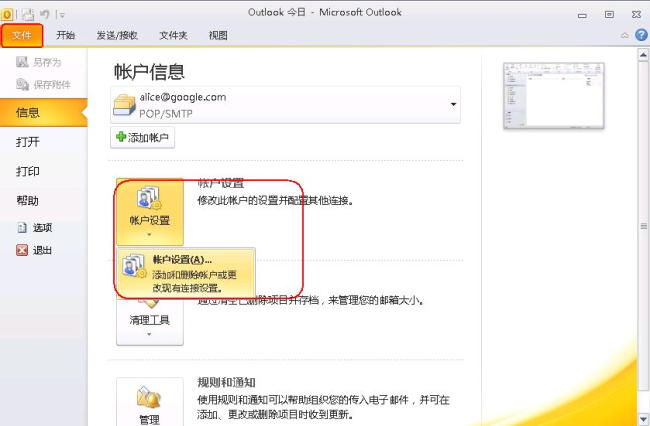 Outlook 今日 - Microsoft Outlook
文件 开始 发送/接收 文件夹 视图
另存为
保存附件
信息
打开
打印
帮助
选项
退出
帐户信息
alice@google.com
POP/SMTP
添加帐户
帐户设置
帐户设置
修改此帐户的设置并配置其他连接。
帐户设置(A)...
添加和删除帐户或更
改现有连接设置。
清理工具
通过清空已删除项目并存档，来管理您的邮箱大小。
管理
规则和通知
使用规则和通知可以帮助组织您的传入电子邮件，并可在
添加、更改或删除项目时收到更新。